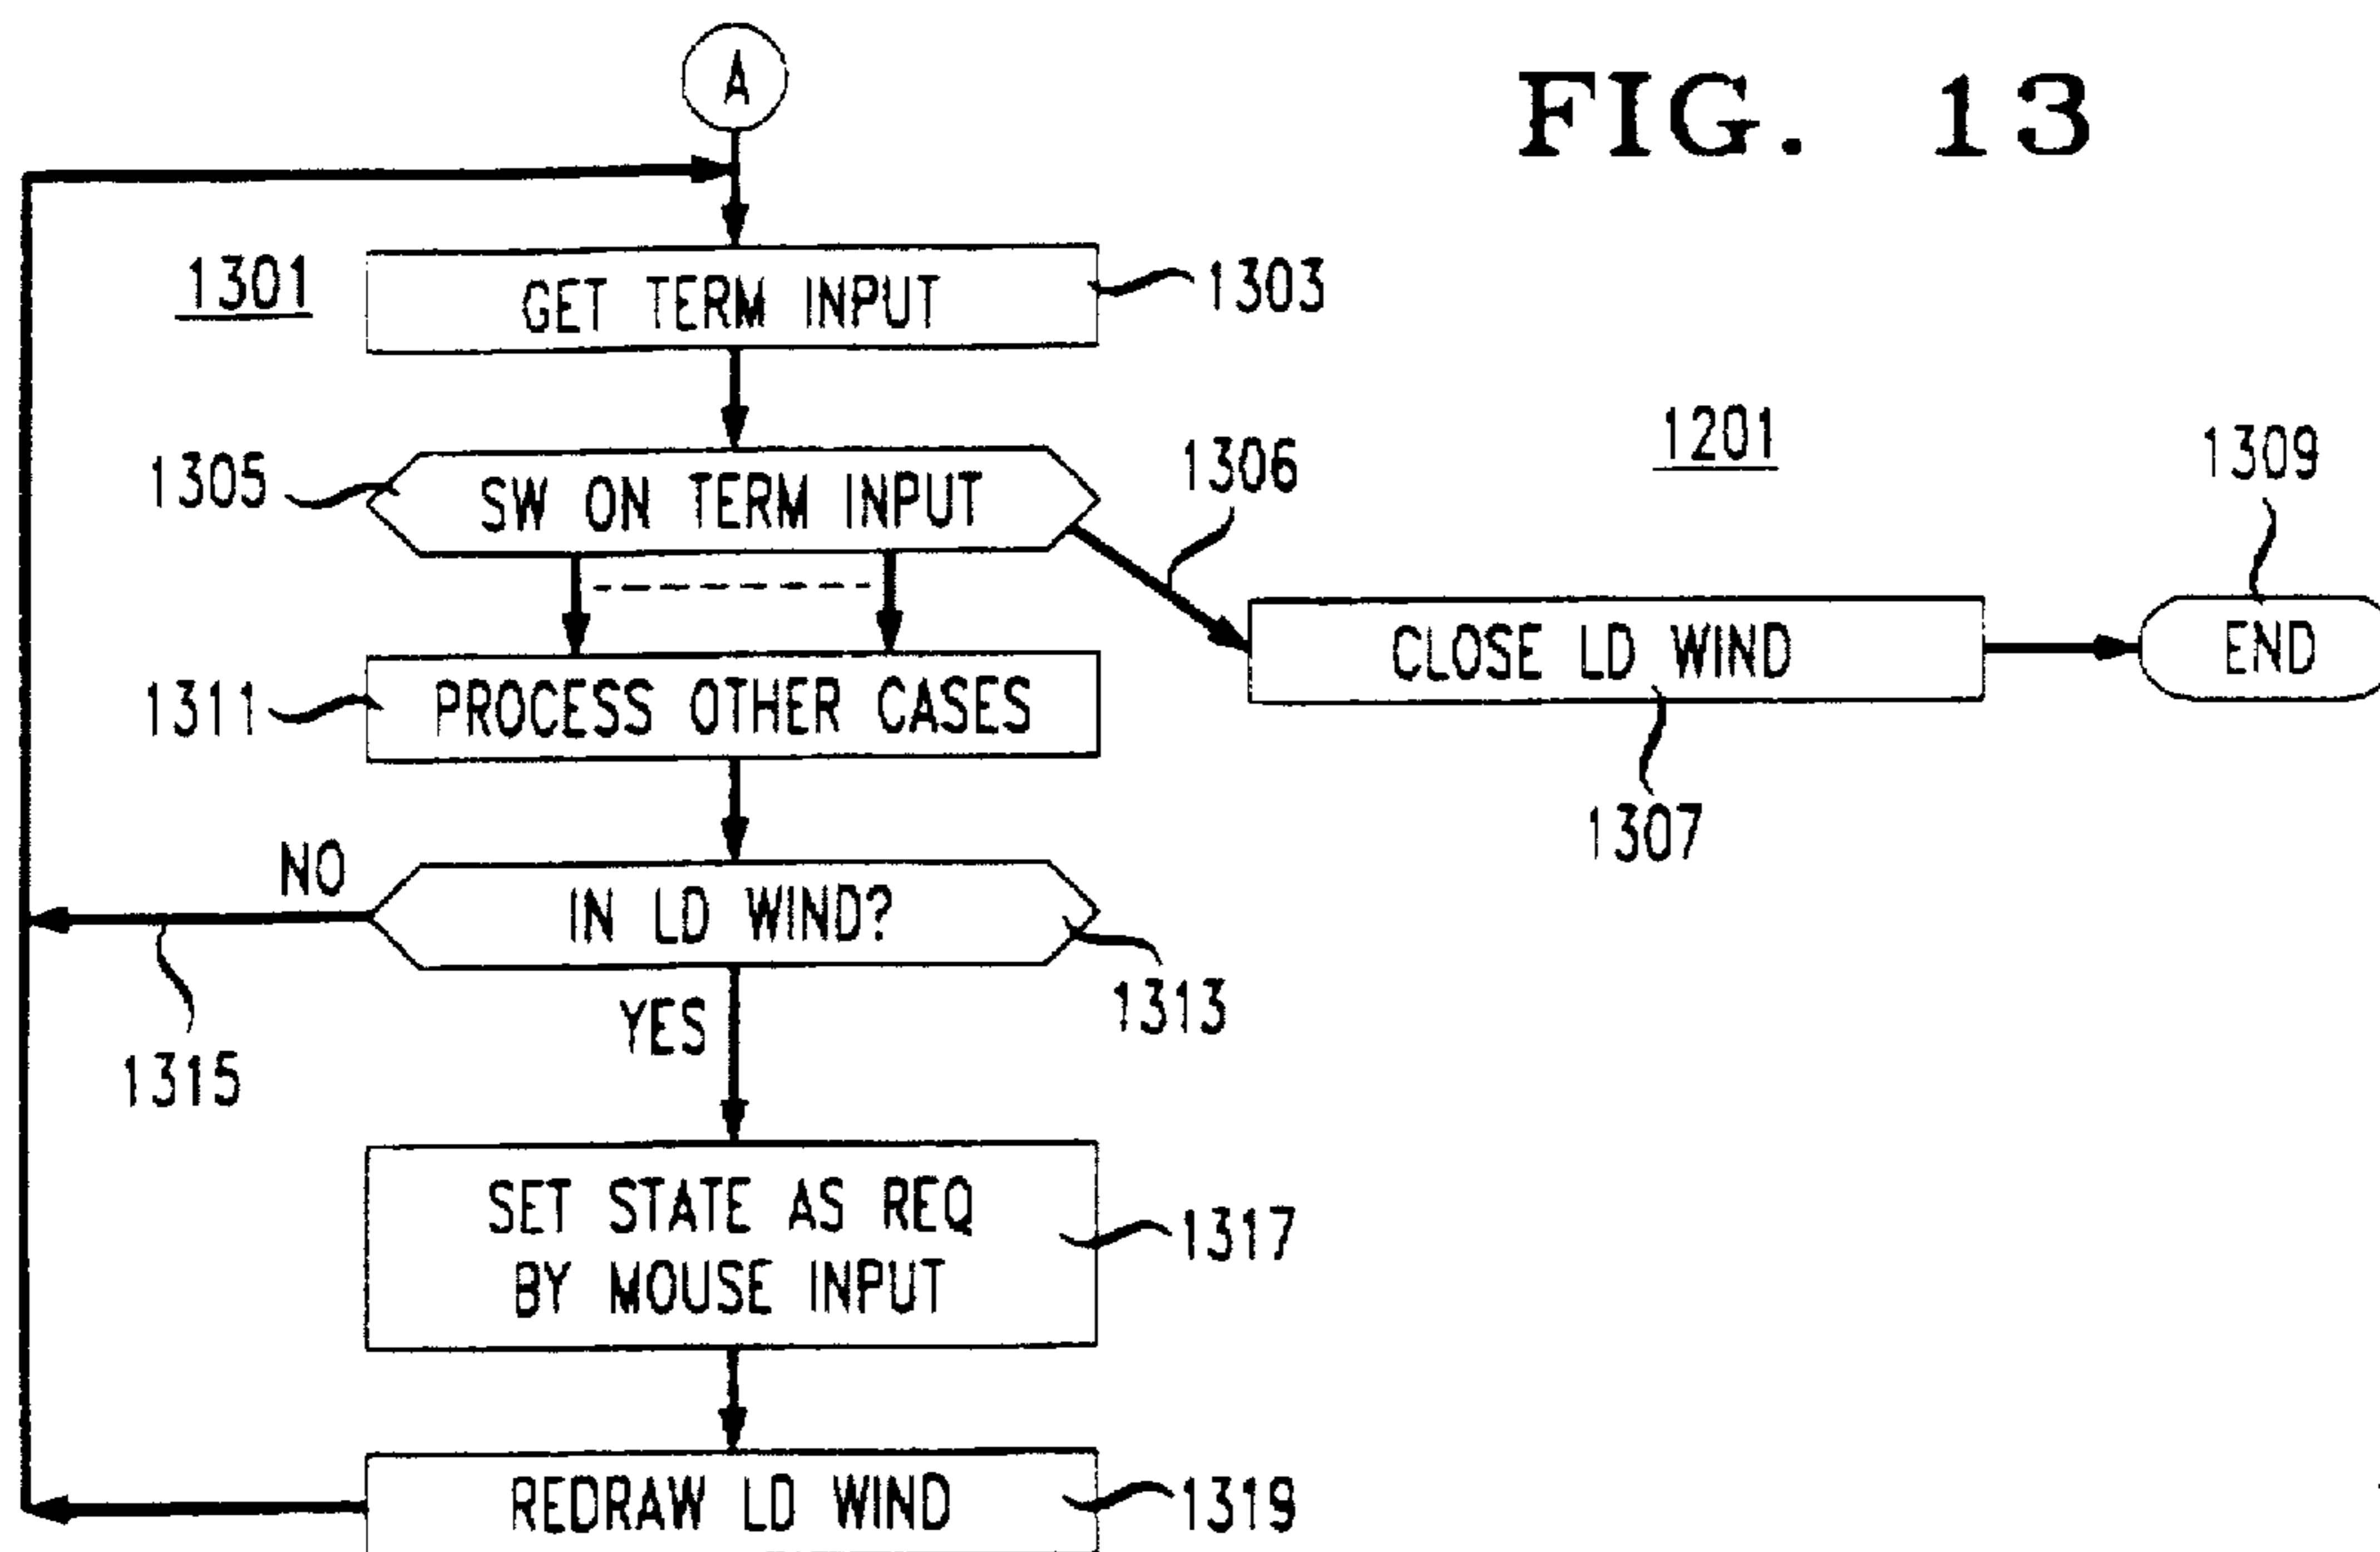 A
FIG. 13
1301
GET TERM INPUT
1303
1305
SW ON TERM INPUT
1306
1201
1309
1311
PROCESS OTHER CASES
CLOSE LD WIND
END
1307
NO
IN LD WIND?
1313
YES
1315
SET STATE AS REQ
BY MOUSE INPUT
1317
REDRAW LD WIND
1319